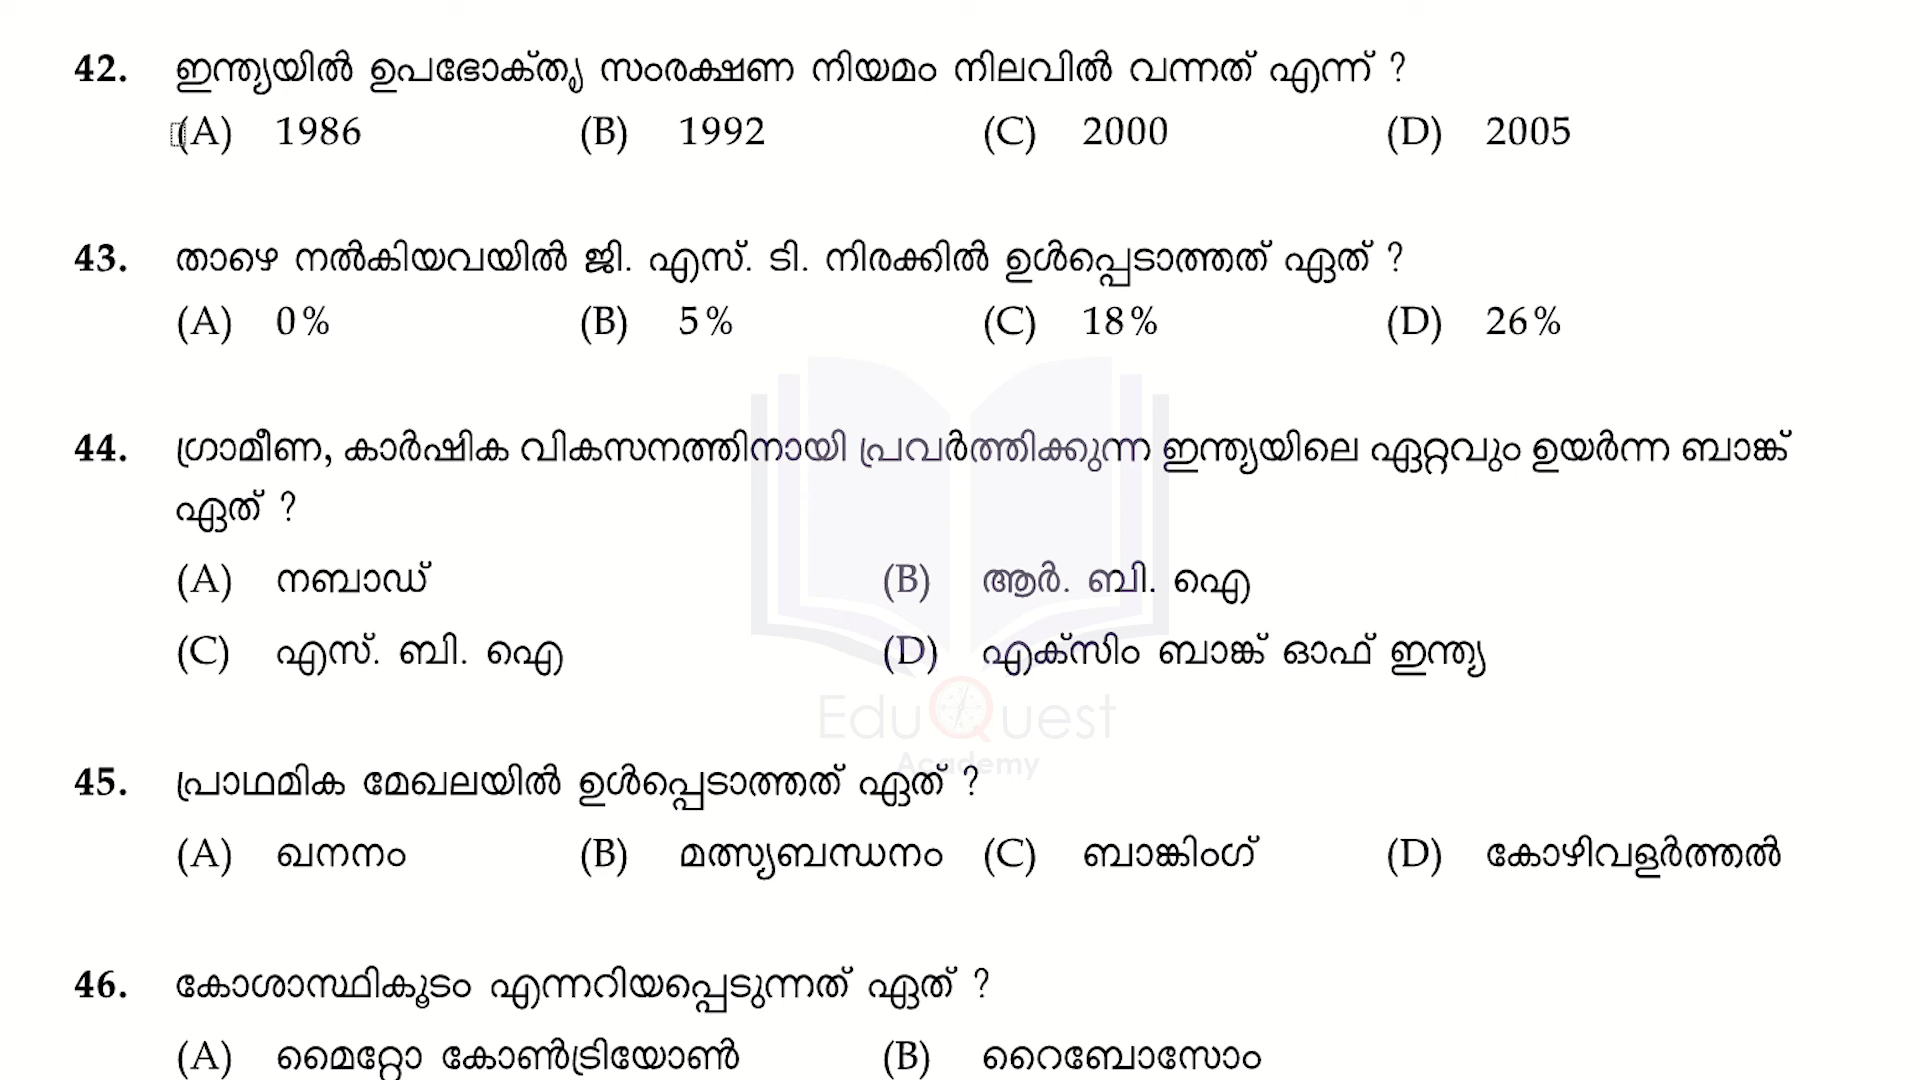 42. ഇന്ത്യയിൽ ഉപഭോക്തൃ സംരക്ഷണ നിയമം നിലവിൽ വന്നത് എന്ന് ?
(A) 1986 (B) 1992 (C) 2000 (D) 2005
43. താഴെ നൽകിയവയിൽ ജി. എസ്. ടി. നിരക്കിൽ ഉൾപ്പെടാത്തത് ഏത് ?
(A) 0% (B) 5% (C) 18% (D) 26%
44. ഗ്രാമീണ, കാർഷിക വികസനത്തിനായി പ്രവർത്തിക്കുന്ന ഇന്ത്യയിലെ ഏറ്റവും ഉയർന്ന ബാങ്ക്
ഏത് ?
(A) നബാഡ് (B) ആർ. ബി. ഐ
(C) എസ്. ബി. ഐ (D) എക്സിം ബാങ്ക് ഓഫ് ഇന്ത്യ
EduQuest
Academy
45. പ്രാഥമിക മേഖലയിൽ ഉൾപ്പെടാത്തത് ഏത് ?
(A) ഖനനം (B) മത്സ്യബന്ധനം (C) ബാങ്കിംഗ് (D) കോഴിവളർത്തൽ
46. കോശാസ്ഥികൂടം എന്നറിയപ്പെടുന്നത് ഏത് ?
(A) മൈറ്റോ കോൺട്രിയോൺ (B) റൈബോസോം